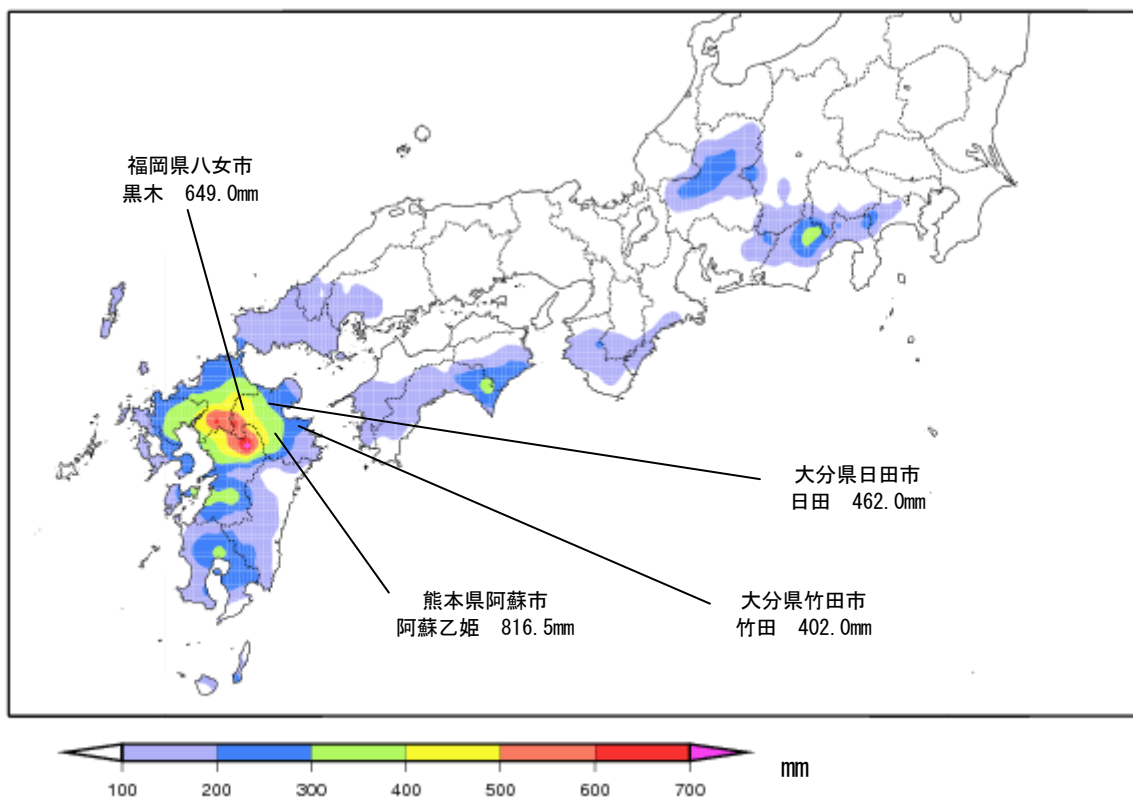 福岡県八女市
黒木　649.0mm
大分県日田市
日田　462.0mm
熊本県阿蘇市
阿蘇乙姫　816.5mm
大分県竹田市
竹田　402.0mm
100 200 300 400 500 600 700 mm